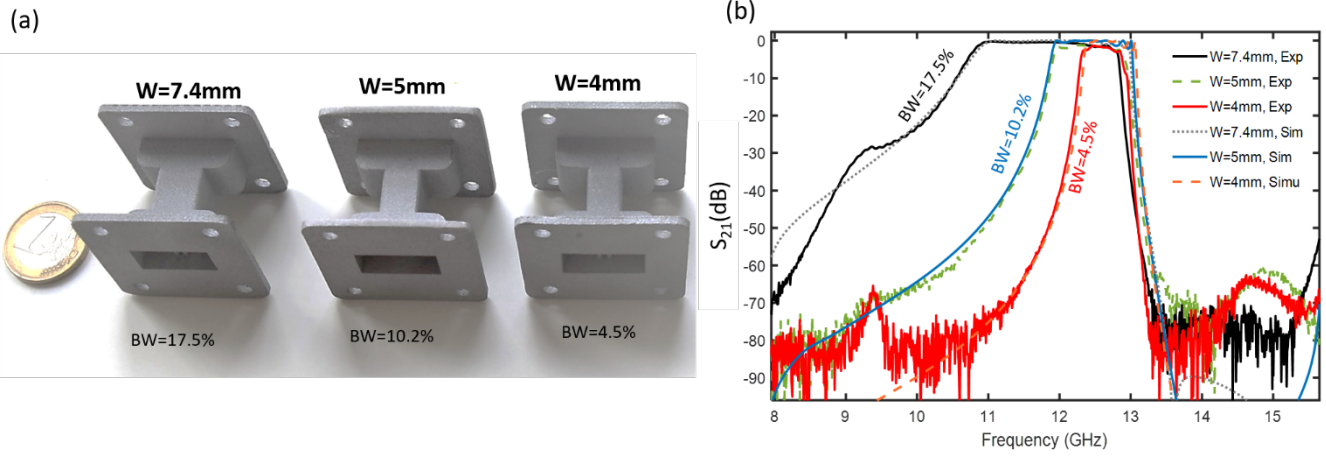 (a)
W=7.4mm
W=5mm
W=4mm
BW=17.5%
BW=10.2%
BW=4.5%
(b)
0
-10
-20
-30
-40
-50
-60
-70
-80
-90
S21(dB)
BW=17.5%
BW=10.2%
BW=4.5%
W=7.4mm, Exp
W=5mm, Exp
W=4mm, Exp
W=7.4mm, Sim
W=5mm, Sim
W=4mm, Simu
8 9 10 11 12 13 14 15
Frequency (GHz)